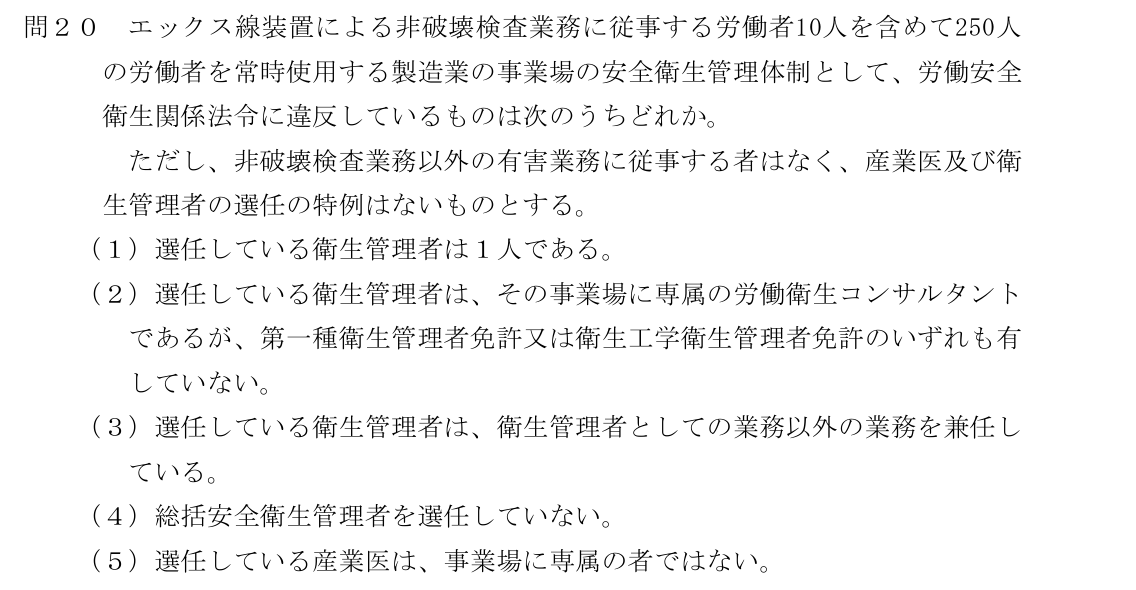 問２０　エックス線装置による非破壊検査業務に従事する労働者10人を含めて250人
の労働者を常時使用する製造業の事業場の安全衛生管理体制として、労働安全
衛生関係法令に違反しているものは次のうちどれか。
ただし、非破壊検査業務以外の有害業務に従事する者はなく、産業医及び衛
生管理者の選任の特例はないものとする。
（１）選任している衛生管理者は１人である。
（２）選任している衛生管理者は、その事業場に専属の労働衛生コンサルタント
であるが、第一種衛生管理者免許又は衛生工学衛生管理者免許のいずれも有
していない。
（３）選任している衛生管理者は、衛生管理者としての業務以外の業務を兼任し
ている。
（４）総括安全衛生管理者を選任していない。
（５）選任している産業医は、事業場に専属の者ではない。